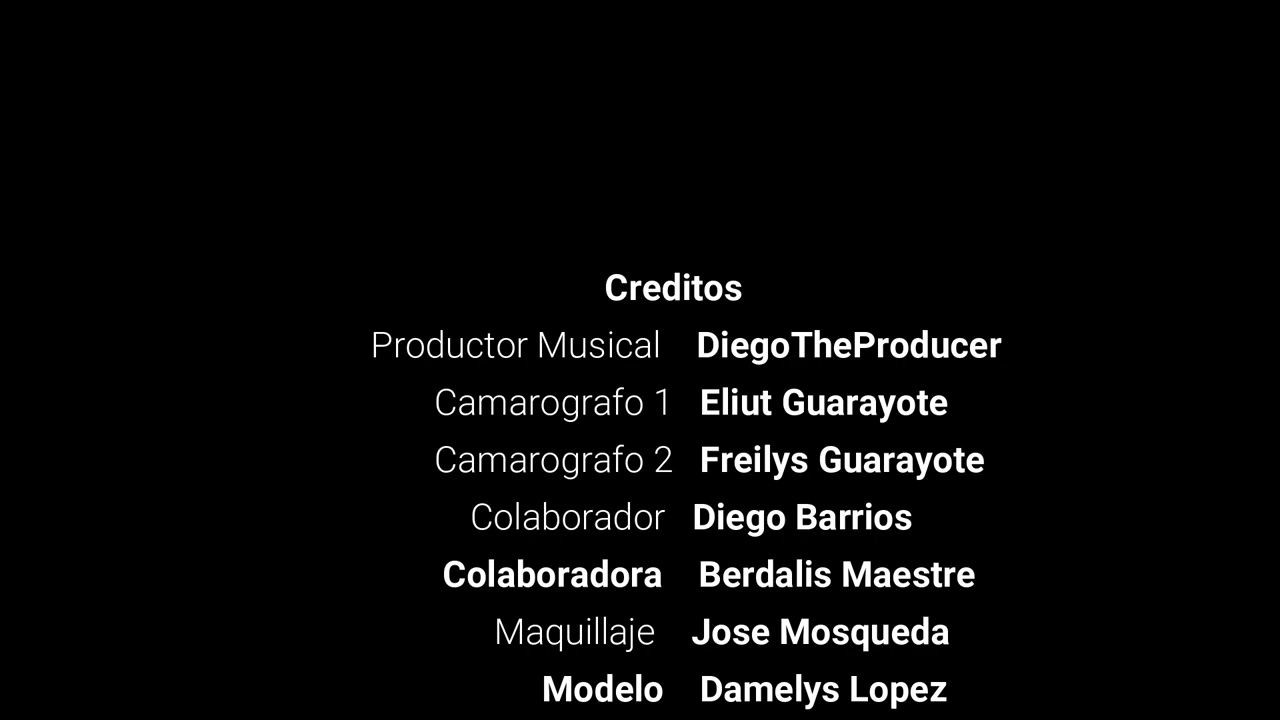 Creditos
Productor Musical DiegoTheProducer
Camarografo 1 Eliut Guarayote
Camarografo 2 Freilys Guarayote
Colaborador Diego Barrios
Colaboradora Berdalis Maestre
Maquillaje Jose Mosqueda
Modelo Damelys Lopez